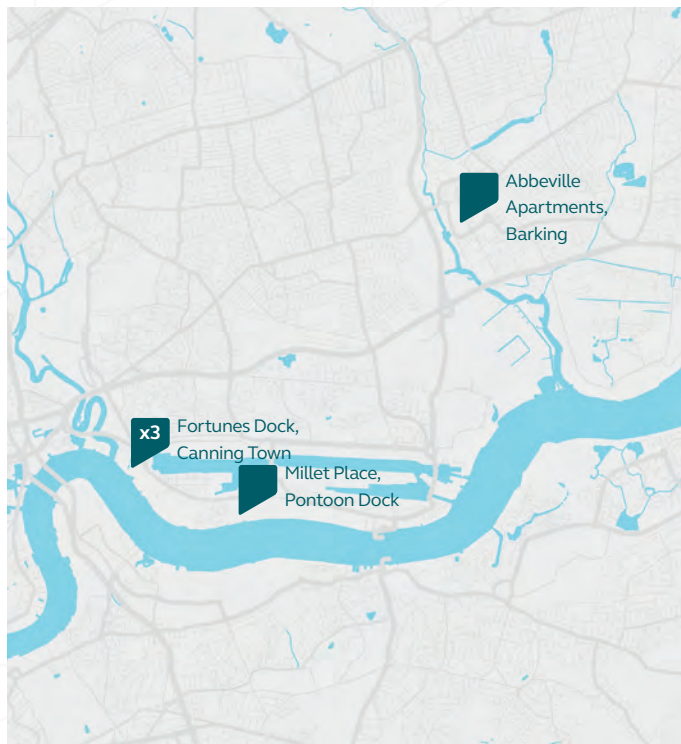 Abbeville
Apartments,
Barking
x3
Fortunes Dock,
Canning Town
Millet Place,
Pontoon Dock